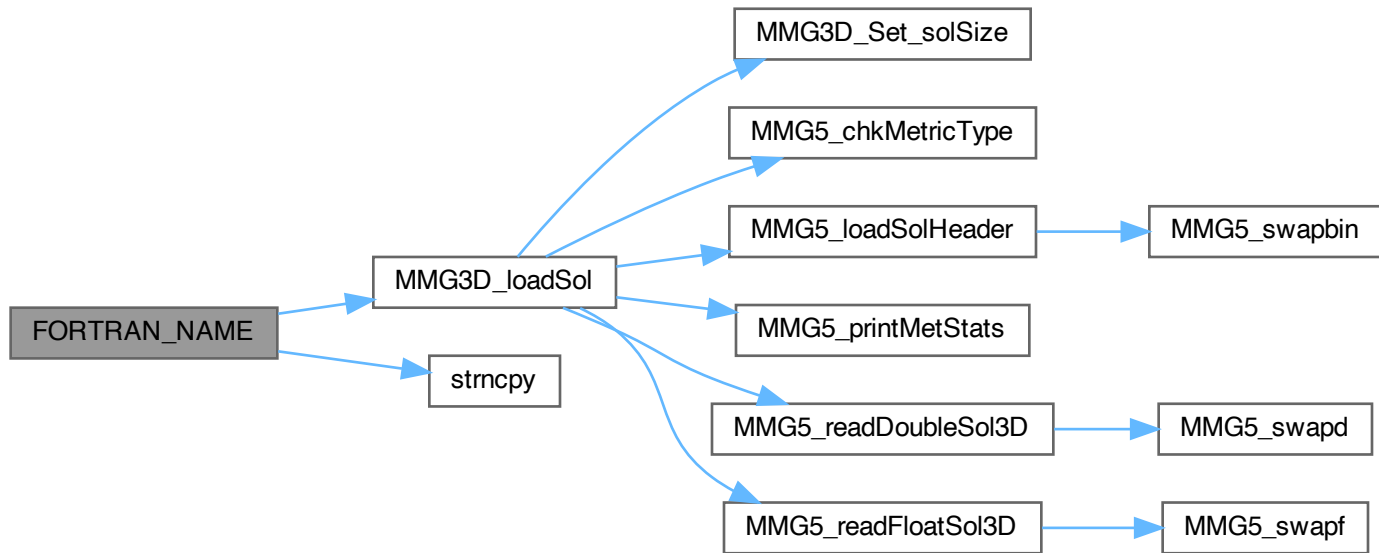 MMG3D_Set_solSize
MMG5_chkMetricType
MMG5_loadSolHeader
MMG5_swapbin
MMG3D_loadSol
MMG5_printMetStats
FORTRAN_NAME
strncpy
MMG5_readDoubleSol3D
MMG5_swapd
MMG5_readFloatSol3D
MMG5_swapf